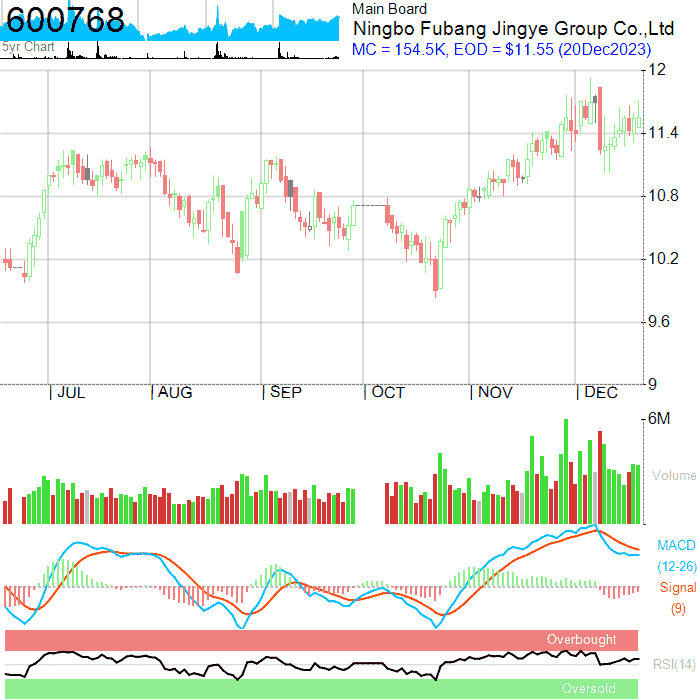 600768
5yr Chart
Main Board
Ningbo Fubang Jingye Group Co.,Ltd
MC = 154.5K, EOD = $11.55 (20Dec2023)
12
11.4
10.8
10.2
9.6
9
JUL AUG SEP OCT NOV DEC
6M
Volume
MACD
(12-26)
Signal
(9)
Overbought
RSI(14)
Oversold